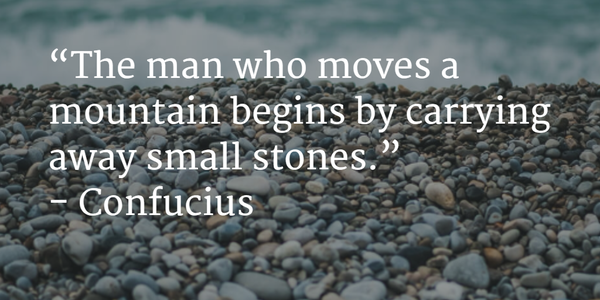 “The man who moves a
mountain begins by carrying
away small stones.”
– Confucius